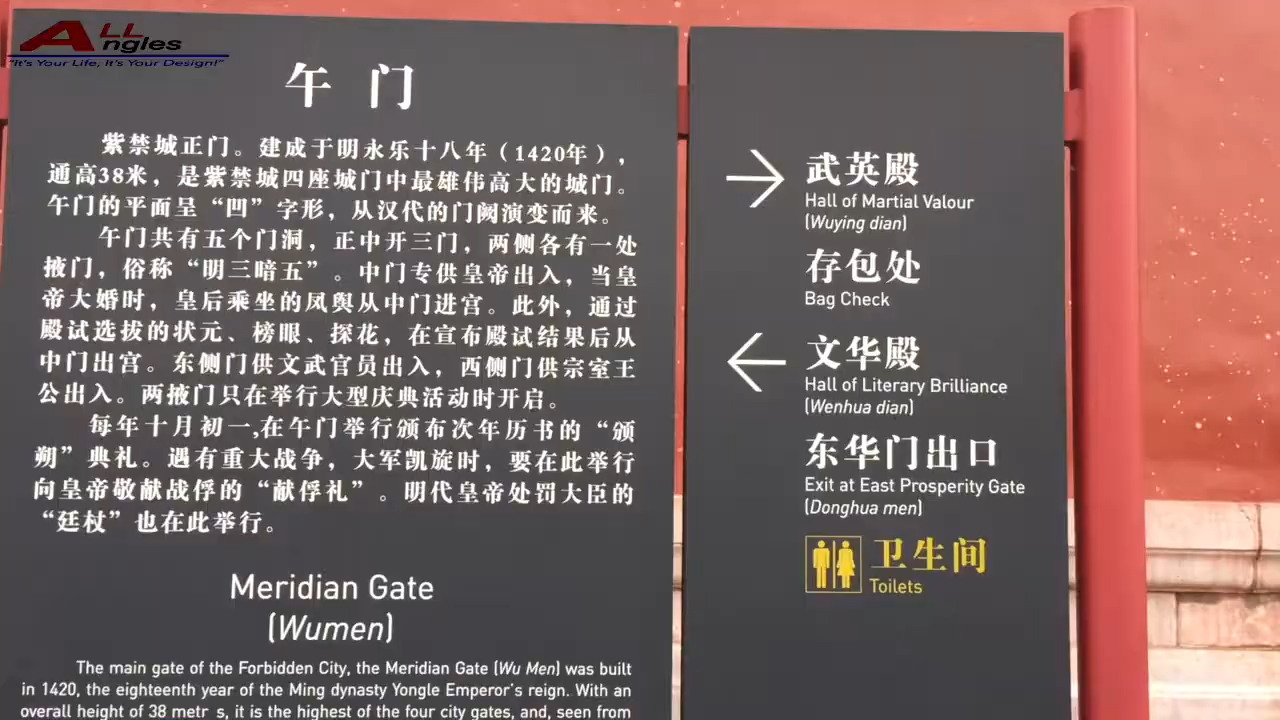 ALL Angles
"It's Your Life, It's Your Design!"
午门
紫禁城正门。建成于明永乐十八年（1420年），
通高38米，是紫禁城四座城门中最雄伟高大的城门。
午门的平面呈“凹”字形，从汉代的门阙演变而来。
午门共有五个门洞，正中开三门，两侧各有一处
掖门，俗称“明三暗五”。中门专供皇帝出入，当皇
帝大婚时，皇后乘坐的凤舆从中门进宫。此外，通过
殿试选拔的状元、榜眼、探花，在宣布殿试结果后从
中门出宫。东侧门供文武官员出入，西侧门供宗室王
公出入。两掖门只在举行大型庆典活动时开启。
每年十月初一,在午门举行颁布次年历书的“颁
朔”典礼。遇有重大战争，大军凯旋时，要在此举行
向皇帝敬献战俘的“献俘礼”。明代皇帝处罚大臣的
“廷杖”也在此举行。
Meridian Gate
(Wumen)
The main gate of the Forbidden City, the Meridian Gate (Wu Men) was built
in 1420, the eighteenth year of the Ming dynasty Yongle Emperor's reign. With an
overall height of 38 metr s, it is the highest of the four city gates, and, seen from
武英殿
Hall of Martial Valour
(Wuying dian)
存包处
Bag Check
文华殿
Hall of Literary Brilliance
(Wenhua dian)
东华门出口
Exit at East Prosperity Gate
(Donghua men)
卫生间
Toilets